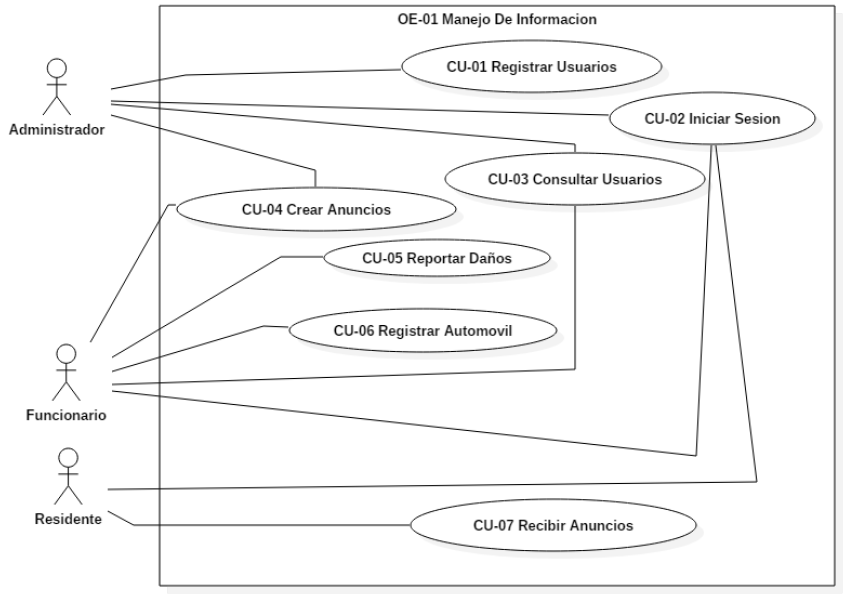 OE-01 Manejo De Informacion
CU-01 Registrar Usuarios
Administrador
CU-02 Iniciar Sesion
CU-03 Consultar Usuarios
CU-04 Crear Anuncios
CU-05 Reportar Daños
CU-06 Registrar Automovil
Funcionario
Residente
CU-07 Recibir Anuncios